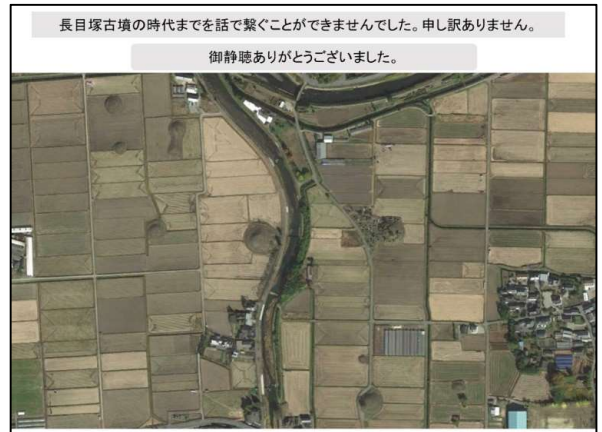 長目塚古墳の時代までを話で繋ぐことができませんでした。申し訳ありません。
御静聴ありがとうございました。